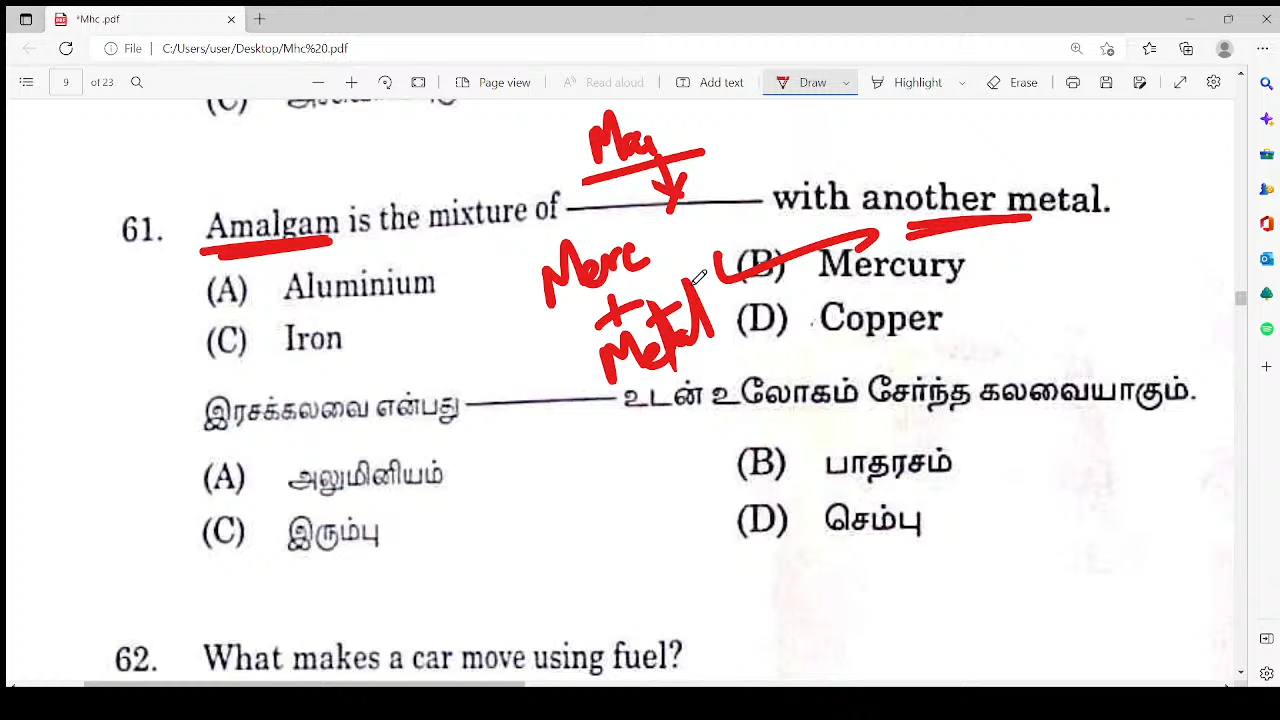 *Mhc .pdf
File | C:/Users/user/Desktop/Mhc%20.pdf
9 of 23 Page view Read aloud Add text Draw Highlight Erase
(C)
61. Amalgam is the mixture of ____________ with another metal.
(A) Aluminium (B) Mercury
(C) Iron (D) Copper
Merc
+
Metal
இரசக்கலவை என்பது ____________ உடன் உலோகம் சேர்ந்த கலவையாகும்.
(A) அலுமினியம் (B) பாதரசம்
(C) இரும்பு (D) செம்பு
62. What makes a car move using fuel?